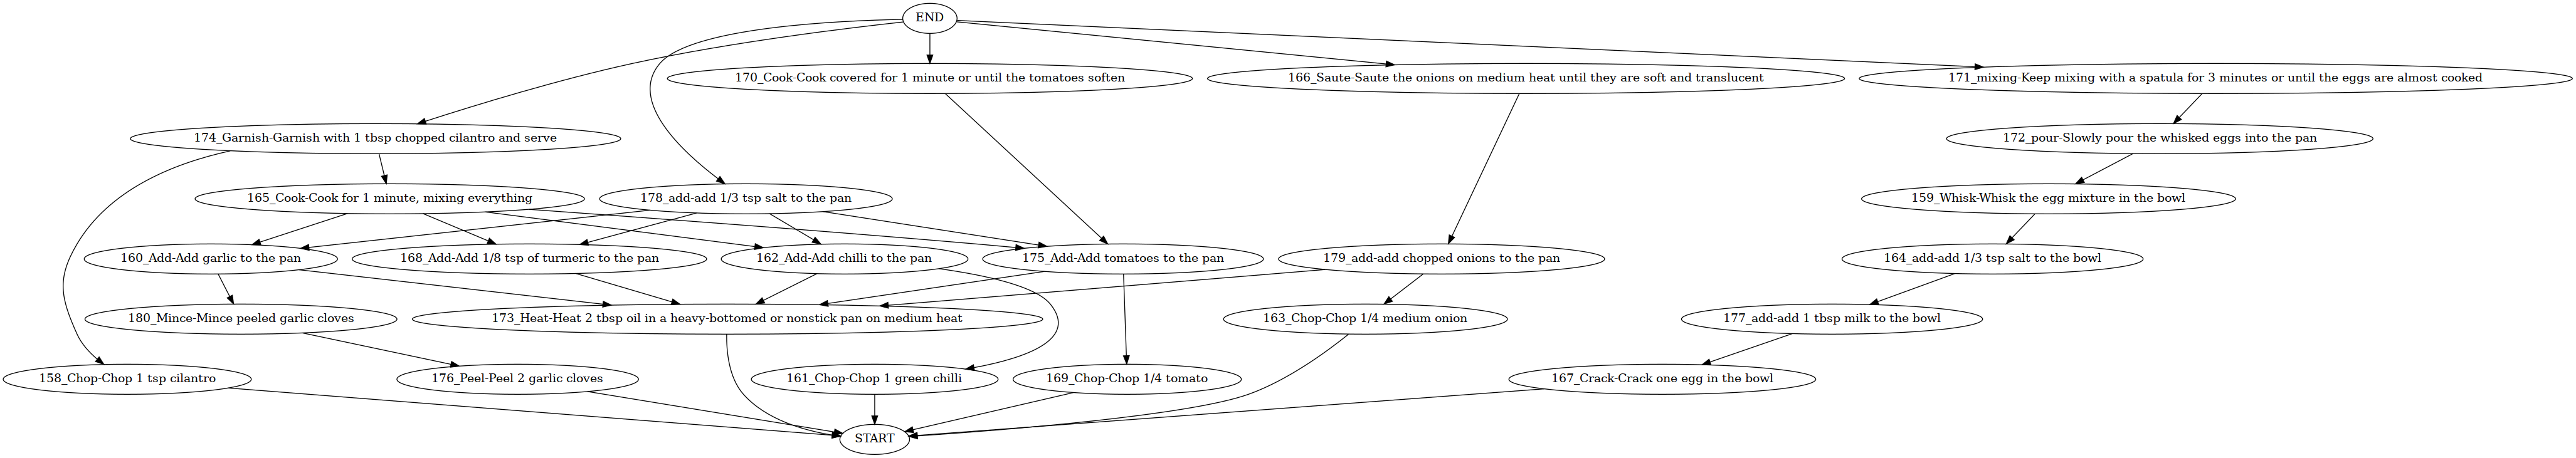 END
170_Cook-Cook covered for 1 minute or until the tomatoes soften
166_Saute-Saute the onions on medium heat until they are soft and translucent
171_mixing-Keep mixing with a spatula for 3 minutes or until the eggs are almost cooked
174_Garnish-Garnish with 1 tbsp chopped cilantro and serve
172_pour-Slowly pour the whisked eggs into the pan
165_Cook-Cook for 1 minute, mixing everything
178_add-add 1/3 tsp salt to the pan
159_Whisk-Whisk the egg mixture in the bowl
160_Add-Add garlic to the pan
168_Add-Add 1/8 tsp of turmeric to the pan
162_Add-Add chilli to the pan
175_Add-Add tomatoes to the pan
179_add-add chopped onions to the pan
164_add-add 1/3 tsp salt to the bowl
180_Mince-Mince peeled garlic cloves
173_Heat-Heat 2 tbsp oil in a heavy-bottomed or nonstick pan on medium heat
163_Chop-Chop 1/4 medium onion
177_add-add 1 tbsp milk to the bowl
158_Chop-Chop 1 tsp cilantro
176_Peel-Peel 2 garlic cloves
161_Chop-Chop 1 green chilli
169_Chop-Chop 1/4 tomato
167_Crack-Crack one egg in the bowl
START